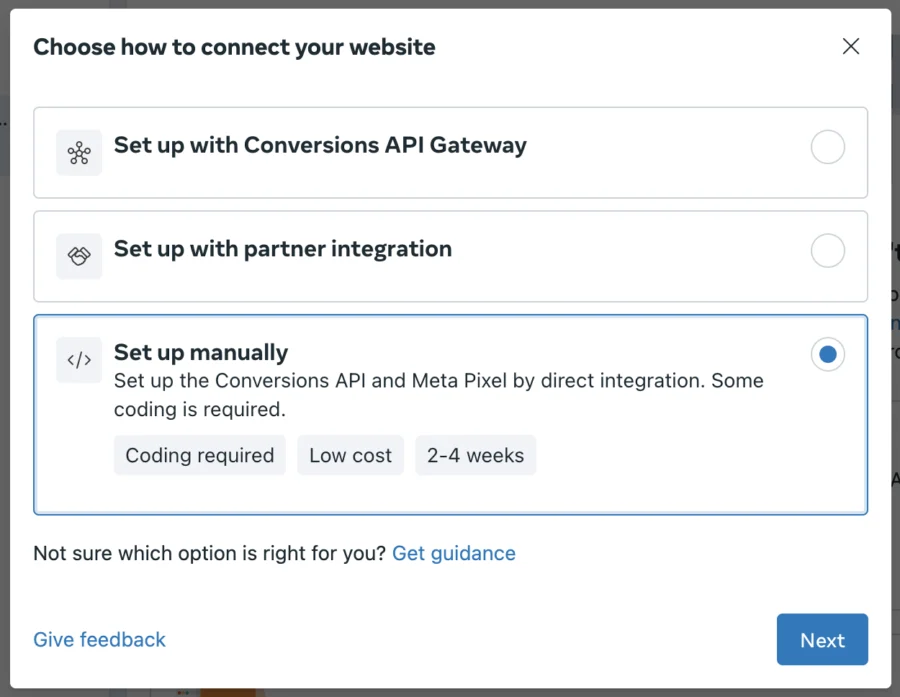 Choose how to connect your website
Set up with Conversions API Gateway
Set up with partner integration
</> Set up manually
Set up the Conversions API and Meta Pixel by direct integration. Some
coding is required.
Coding required Low cost 2-4 weeks
Not sure which option is right for you? Get guidance
Give feedback Next